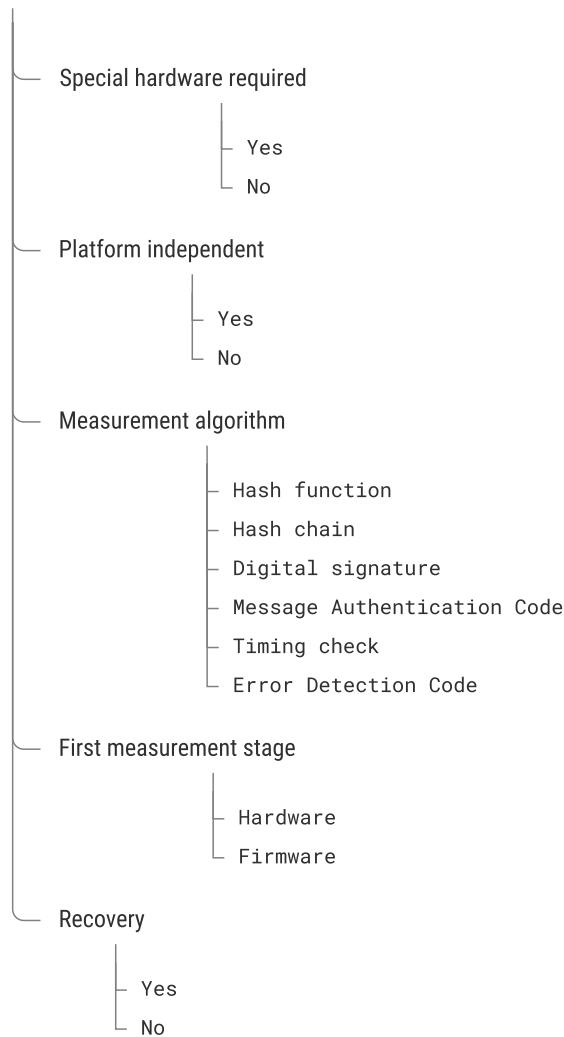 Special hardware required
Yes
No
Platform independent
Yes
No
Measurement algorithm
Hash function
Hash chain
Digital signature
Message Authentication Code
Timing check
Error Detection Code
First measurement stage
Hardware
Firmware
Recovery
Yes
No